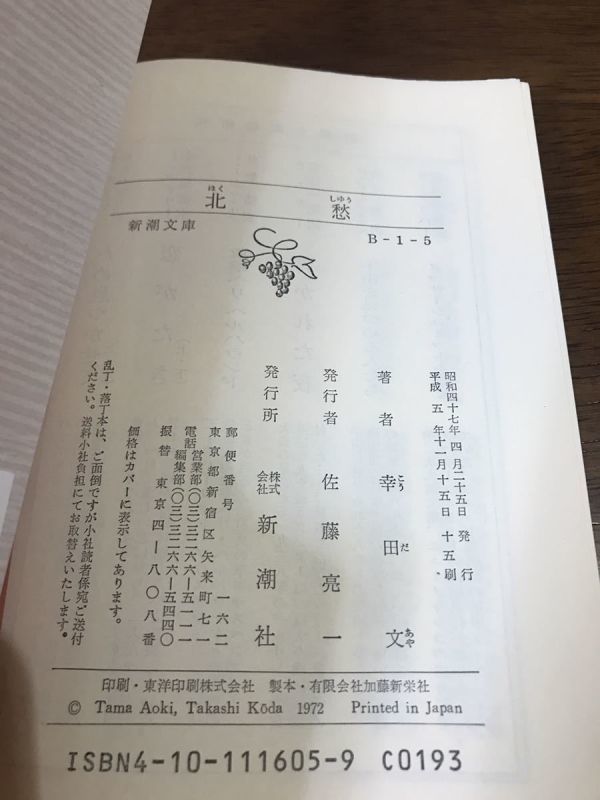 北愁
ほくしゅう
新潮文庫
B-1-5
昭和四十七年四月二十五日発行
平成五年十一月十五日十五刷
著者 幸田文
こうだあや
発行者 佐藤亮一
発行所 株式会社 新潮社
郵便番号 一六二
東京都新宿区矢来町七一
電話営業部(〇三)三二六六―五一一一
編集部(〇三)三二六六―五四四〇
振替 東京四―八〇八番
価格はカバーに表示してあります。
乱丁・落丁本は、ご面倒ですが小社読者係宛ご送付
ください。送料小社負担にてお取替えいたします。
印刷・東洋印刷株式会社 製本・有限会社加藤新栄社
© Tama Aoki, Takashi Kōda 1972 Printed in Japan
ISBN4-10-111605-9 C0193